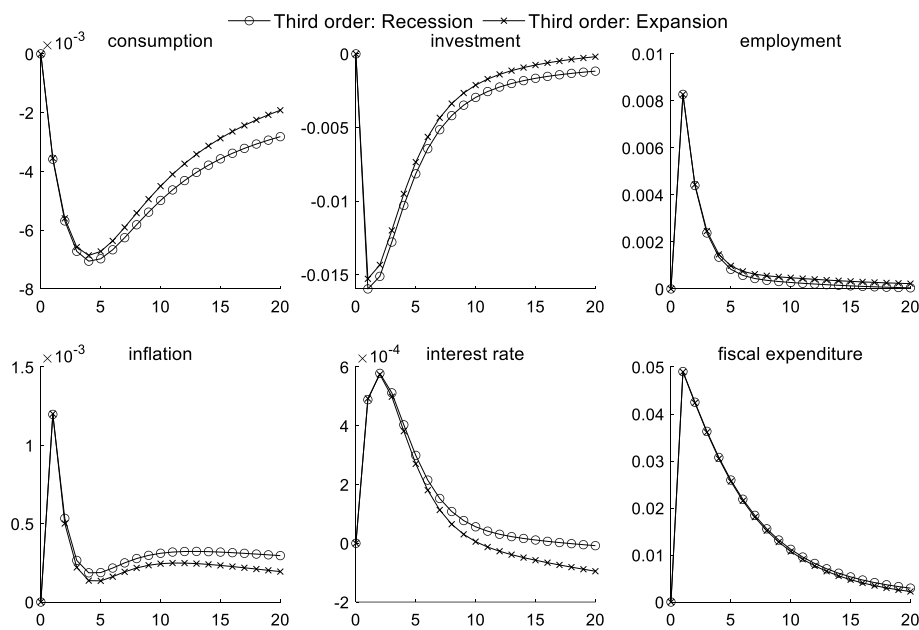 Third order: Recession Third order: Expansion
consumption
× 10⁻³
0
-2
-4
-6
-8
0 5 10 15 20
investment
0
-0.005
-0.01
-0.015
0 5 10 15 20
employment
0.01
0.008
0.006
0.004
0.002
0
0 5 10 15 20
inflation
× 10⁻³
1.5
1
0.5
0
0 5 10 15 20
interest rate
× 10⁻⁴
6
4
2
0
-2
0 5 10 15 20
fiscal expenditure
0.05
0.04
0.03
0.02
0.01
0
0 5 10 15 20